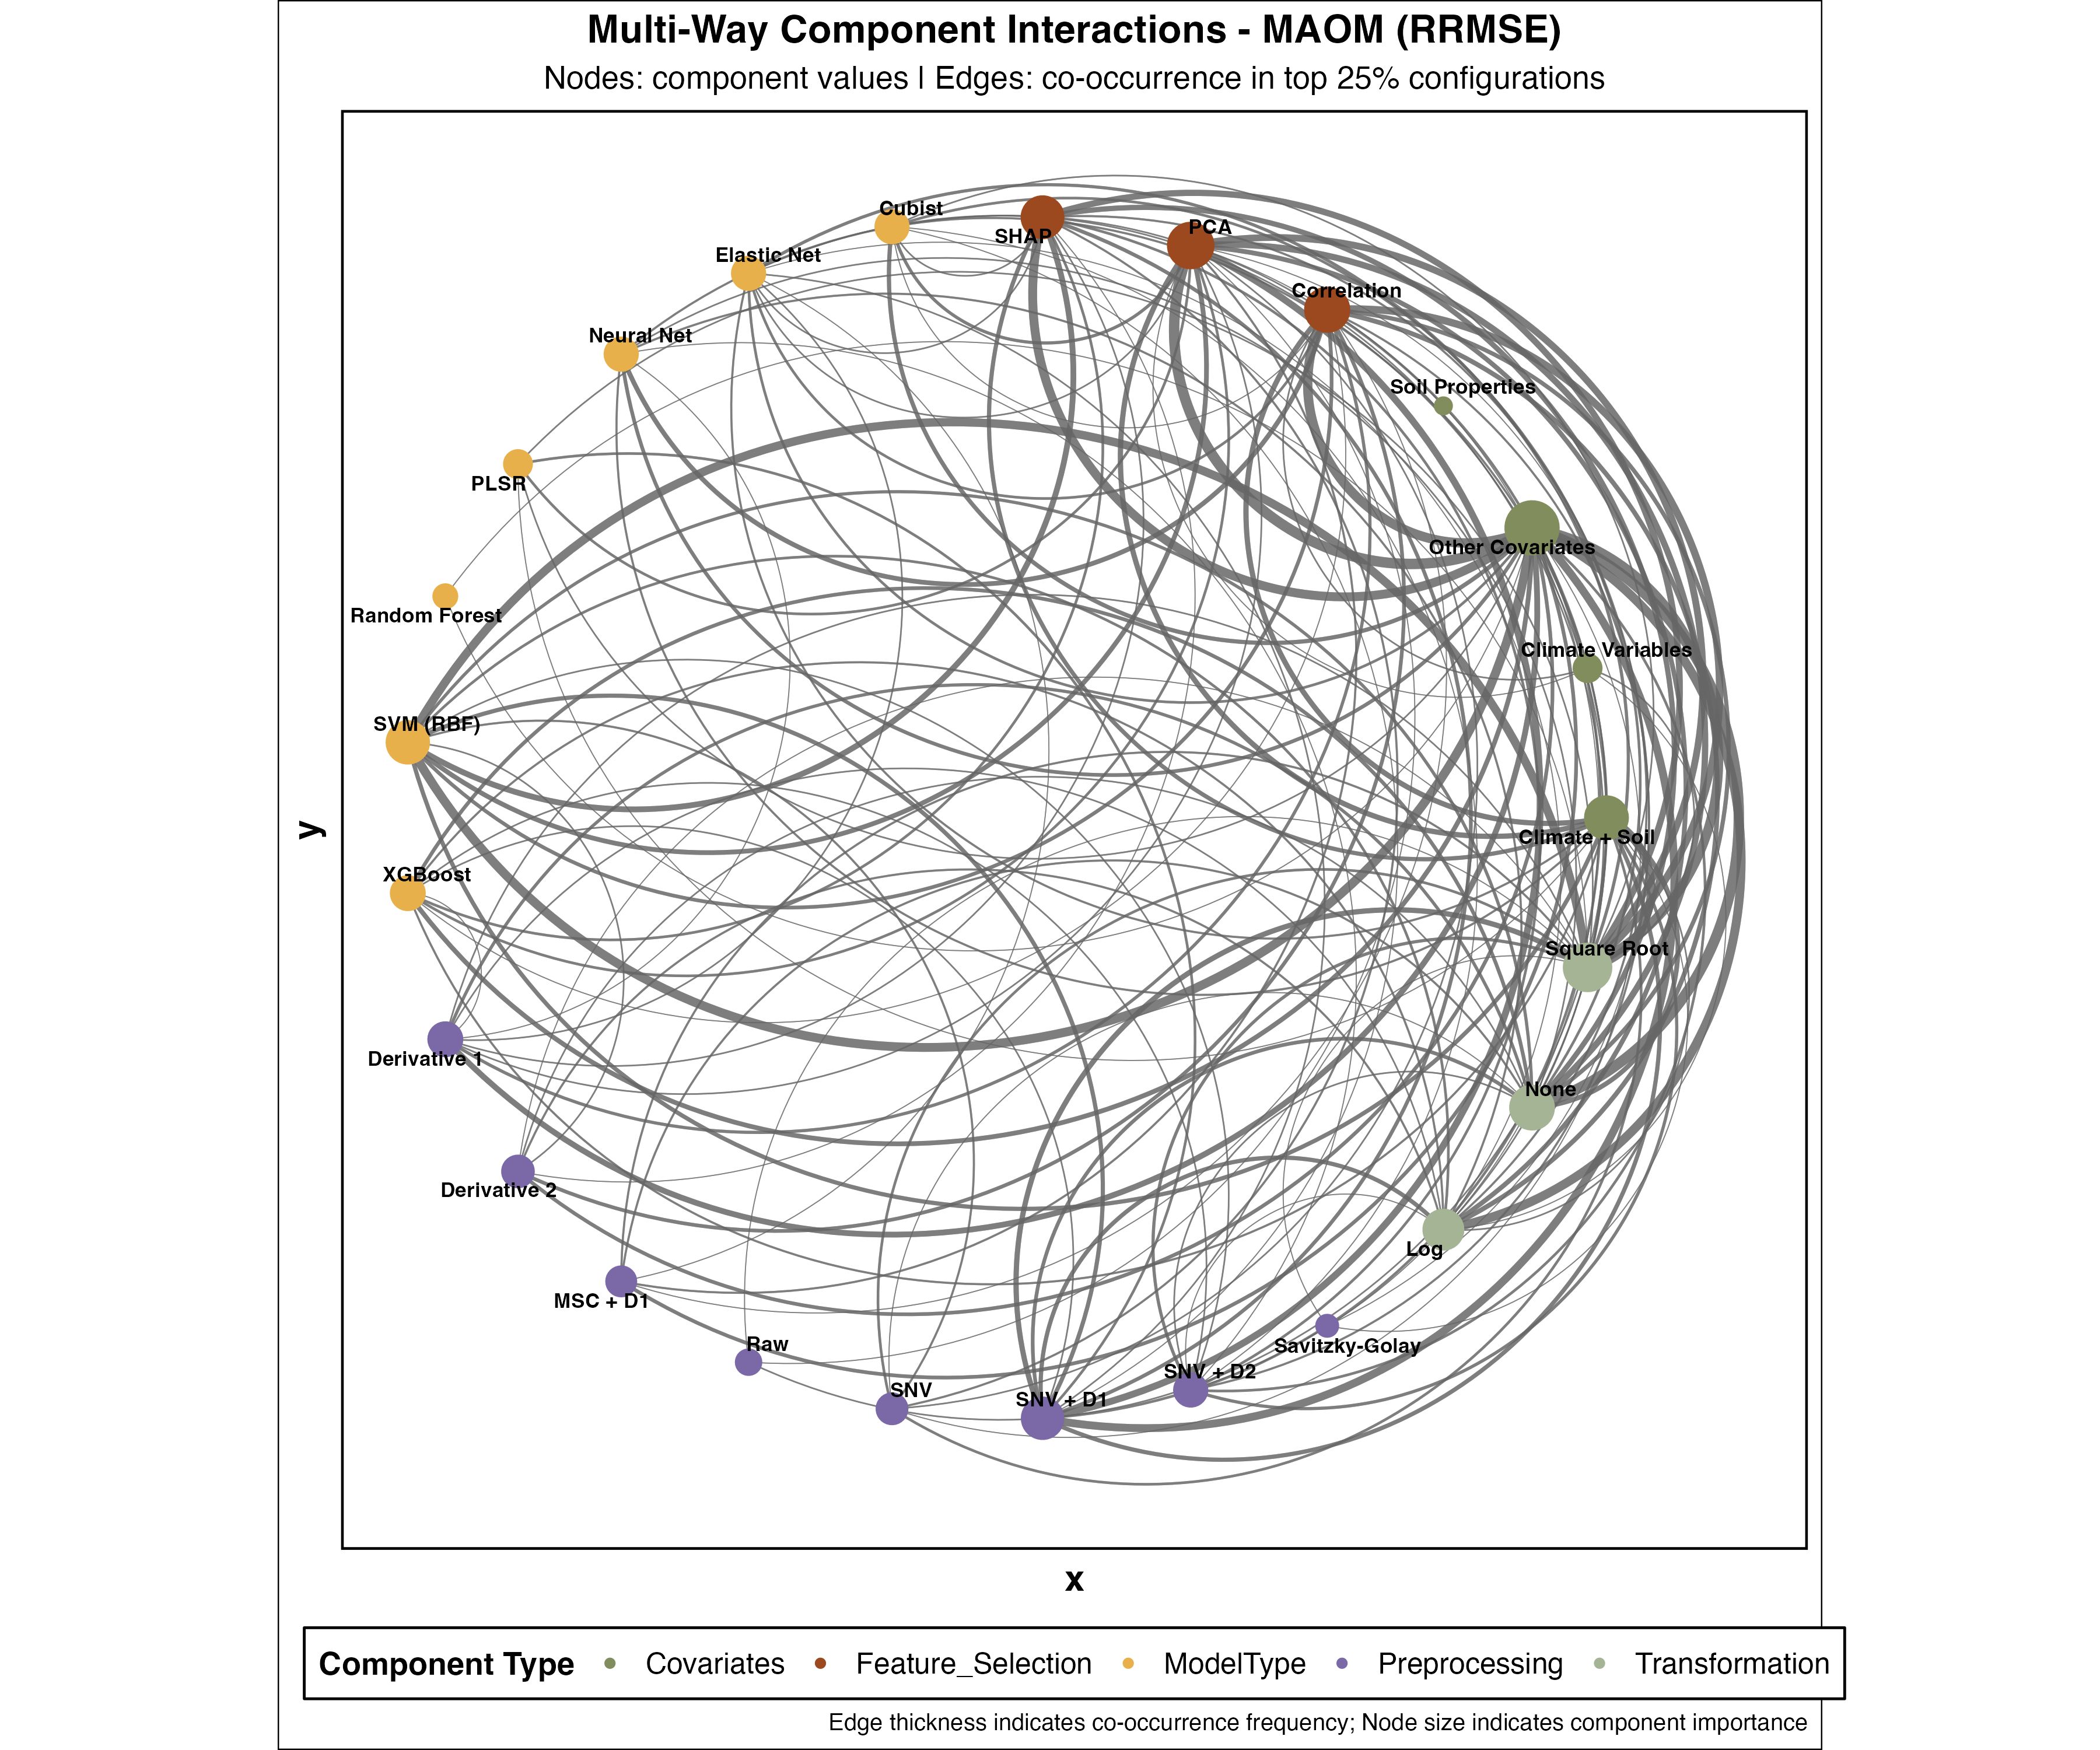 Multi-Way Component Interactions - MAOM (RRMSE)
Nodes: component values | Edges: co-occurrence in top 25% configurations
Cubist
SHAP
PCA
Elastic Net
Correlation
Neural Net
Soil Properties
PLSR
Other Covariates
Random Forest
Climate Variables
SVM (RBF)
Climate + Soil
y
XGBoost
Square Root
Derivative 1
None
Derivative 2
Log
MSC + D1
Raw
Savitzky-Golay
SNV
SNV + D1
SNV + D2
x
Component Type Covariates Feature_Selection ModelType Preprocessing Transformation
Edge thickness indicates co-occurrence frequency; Node size indicates component importance